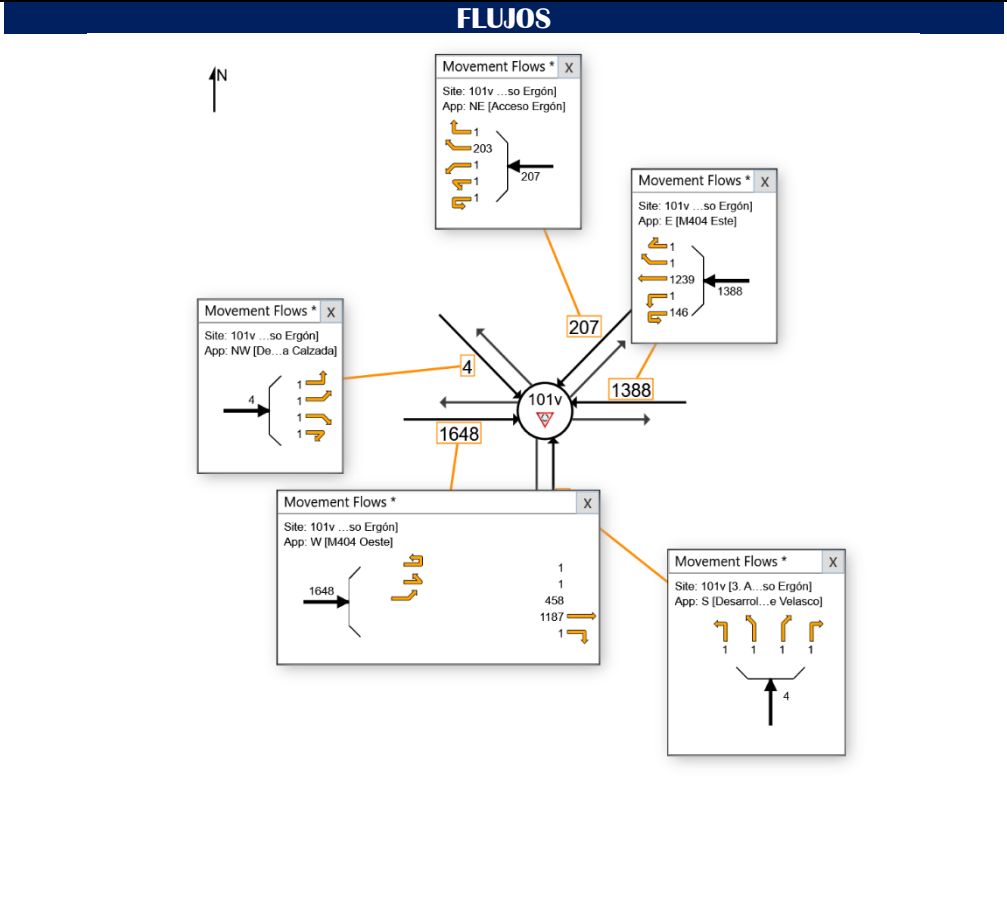 FLUJOS
N
Movement Flows * X
Site: 101v ...so Ergón]
App: NE [Acceso Ergón]
1
203
1
1
1
207
Movement Flows * X
Site: 101v ...so Ergón]
App: E [M404 Este]
1
1
1239
1
146
1388
Movement Flows * X
Site: 101v ...so Ergón]
App: NW [De...a Calzada]
4
1
1
1
1
207
4
101v
1388
1648
Movement Flows * X
Site: 101v ...so Ergón]
App: W [M404 Oeste]
1648
1
1
458
1187
1
Movement Flows * X
Site: 101v [3. A...so Ergón]
App: S [Desarrol...e Velasco]
1 1 1 1
4